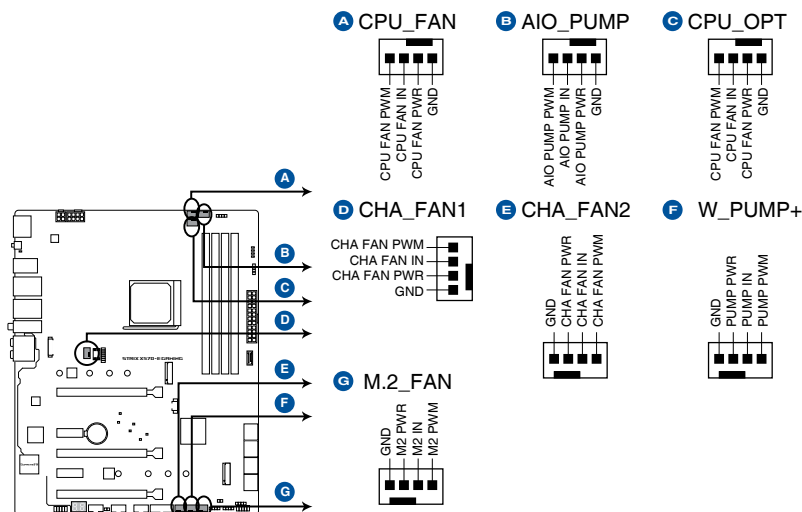 A CPU_FAN
CPU FAN PWM
CPU FAN IN
CPU FAN PWR
GND
B AIO_PUMP
AIO PUMP PWM
AIO PUMP IN
AIO PUMP PWR
GND
C CPU_OPT
CPU FAN PWM
CPU FAN IN
CPU FAN PWR
GND
D CHA_FAN1
CHA FAN PWM
CHA FAN IN
CHA FAN PWR
GND
E CHA_FAN2
GND
CHA FAN PWR
CHA FAN IN
CHA FAN PWM
F W_PUMP+
GND
PUMP PWR
PUMP IN
PUMP PWM
G M.2_FAN
GND
M2 PWR
M2 IN
M2 PWM
A
B
C
D
E
F
G
STRIX X570-E GAMING